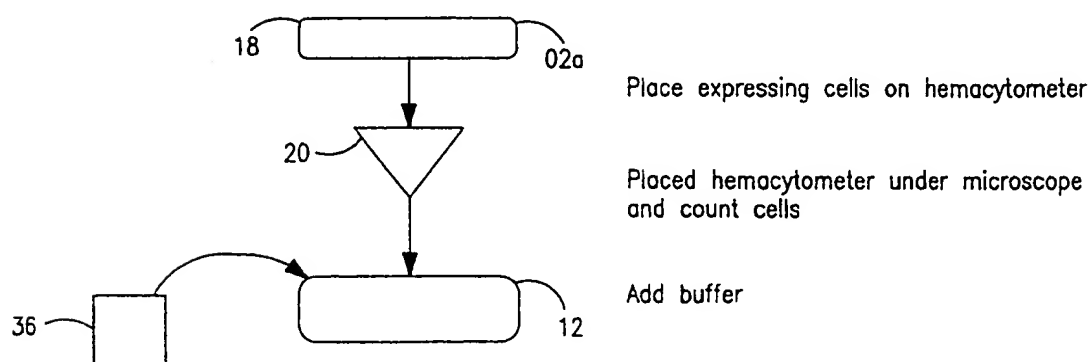 18
02a
Place expressing cells on hemacytometer
20
Placed hemacytometer under microscope
and count cells
36
12
Add buffer